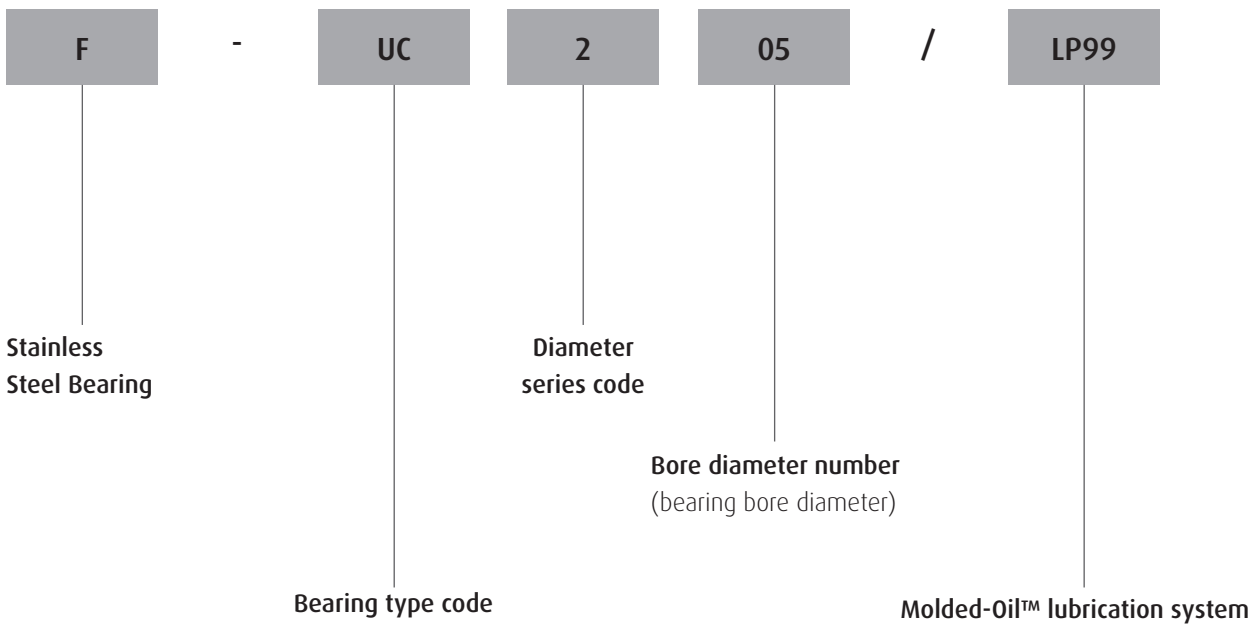 F - UC 2 05 / LP99
Stainless
Steel Bearing
Diameter
series code
Bore diameter number
(bearing bore diameter)
Bearing type code
Molded-Oil™ lubrication system